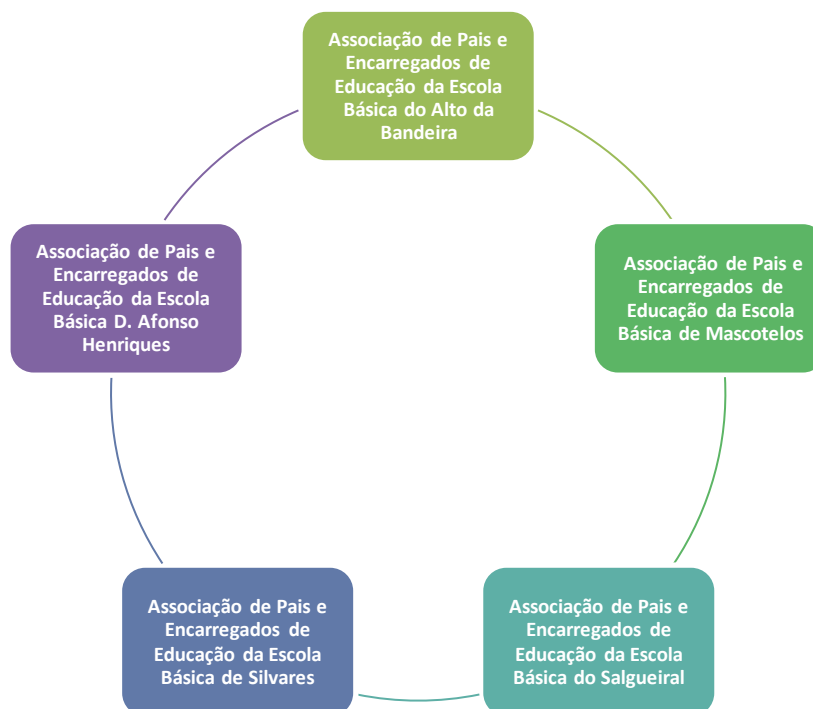 Associação de Pais e
Encarregados de
Educação da Escola
Básica do Alto da
Bandeira
Associação de Pais e
Encarregados de
Educação da Escola
Básica D. Afonso
Henriques
Associação de Pais e
Encarregados de
Educação da Escola
Básica de Mascotelos
Associação de Pais e
Encarregados de
Educação da Escola
Básica de Silvares
Associação de Pais e
Encarregados de
Educação da Escola
Básica do Salgueiral